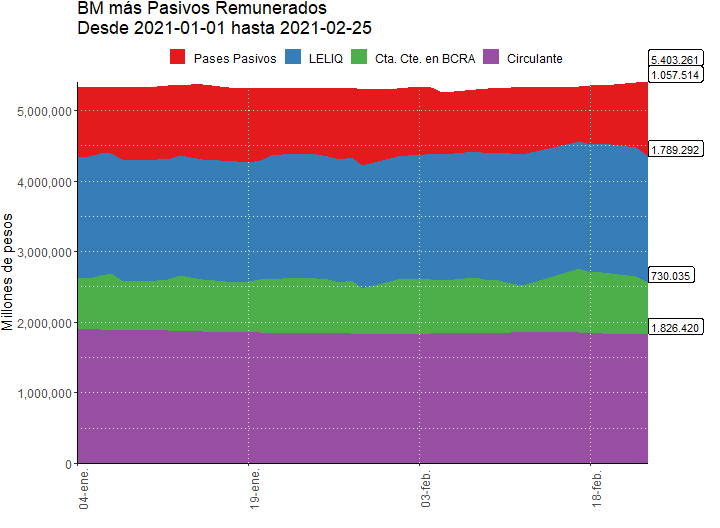 BM más Pasivos Remunerados
Desde 2021-01-01 hasta 2021-02-25
Pases Pasivos LELIQ Cta. Cte. en BCRA Circulante
5.403.261
1.057.514
5,000,000
1.789.292
4,000,000
3,000,000
730.035
2,000,000
1.826.420
1,000,000
0
Millones de pesos
04-ene. 19-ene. 03-feb. 18-feb.